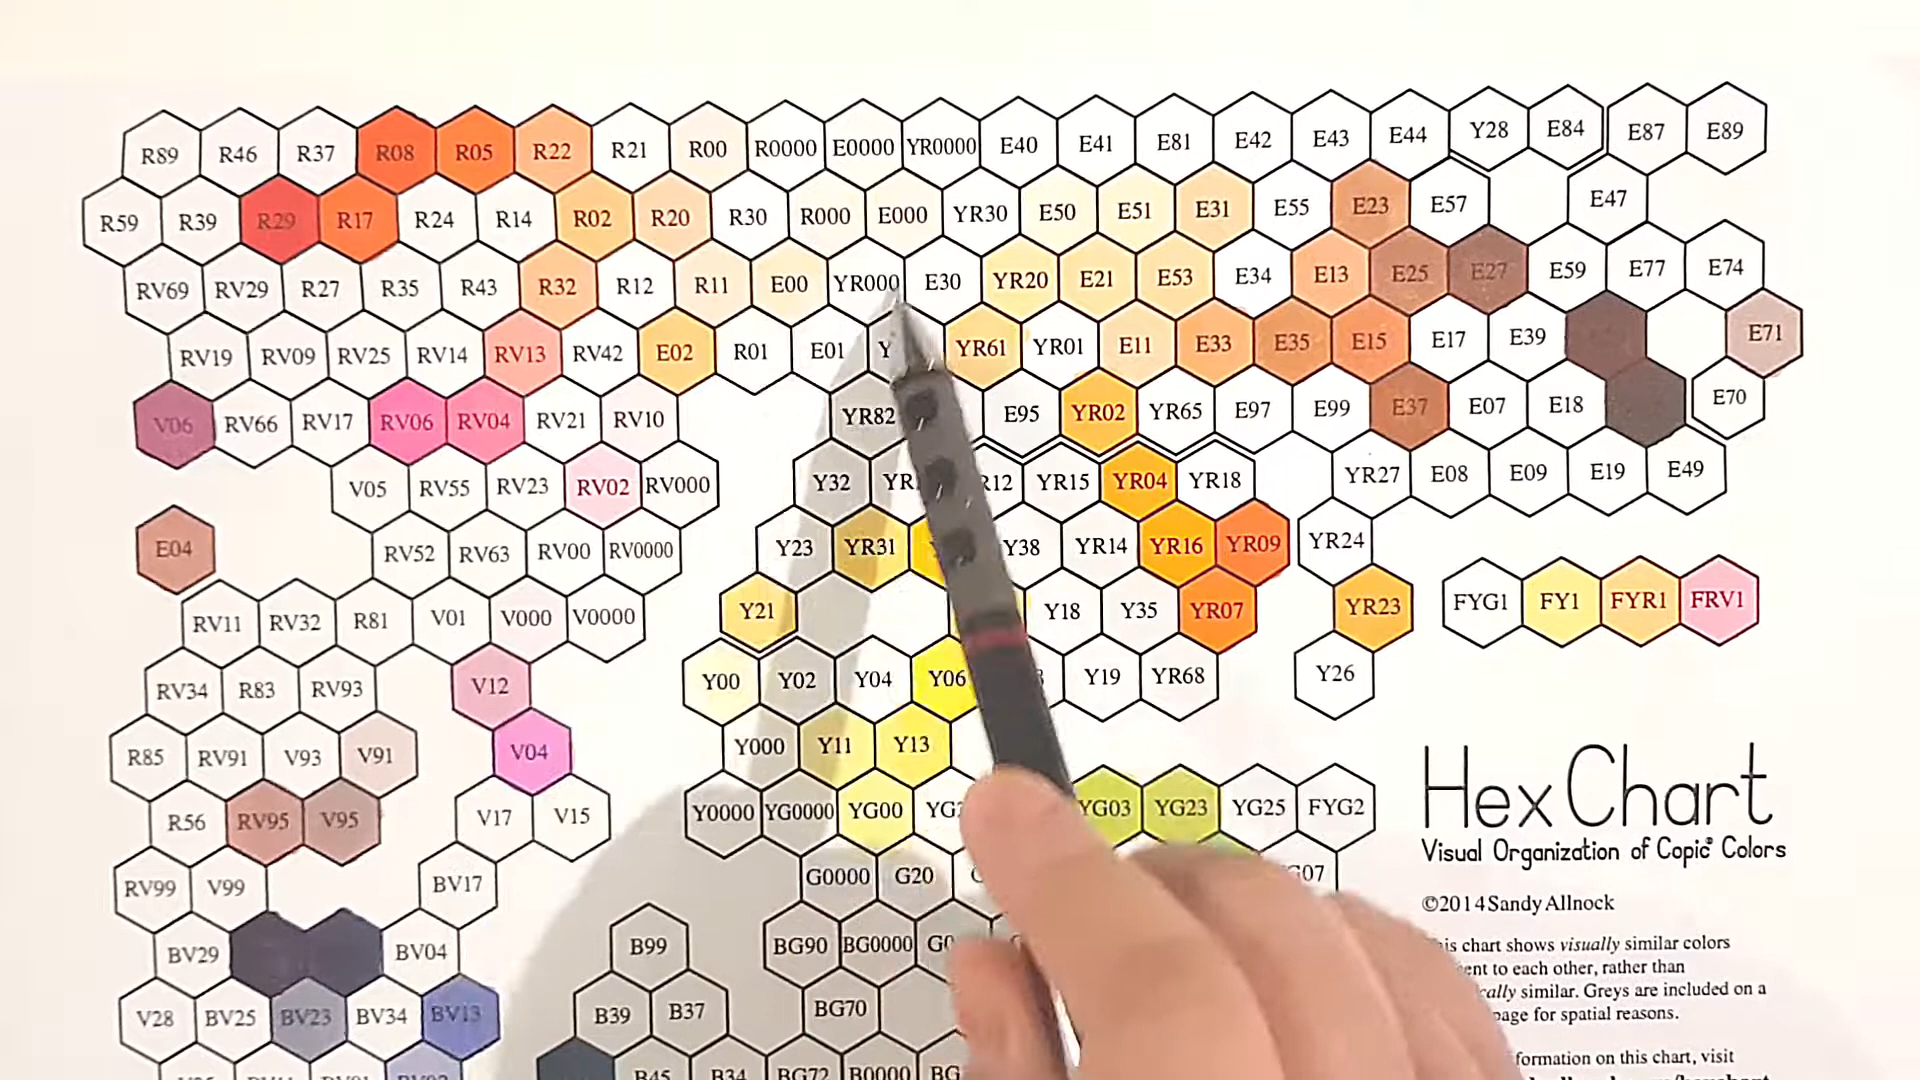 R89 R46 R37 R08 R05 R22 R21 R00 R0000 E0000 YR0000 E40 E41 E81 E42 E43 E44 Y28 E84 E87 E89
R59 R39 R29 R17 R24 R14 R02 R20 R30 R000 E000 YR30 E50 E51 E31 E55 E23 E57 E47
RV69 RV29 R27 R35 R43 R32 R12 R11 E00 YR000 E30 YR20 E21 E53 E34 E13 E25 E27 E59 E77 E74
RV19 RV09 RV25 RV14 RV13 RV42 E02 R01 E01 YR61 YR01 E11 E33 E35 E15 E17 E39 E71
V06 RV66 RV17 RV06 RV04 RV21 RV10 YR82 E95 YR02 YR65 E97 E99 E37 E07 E18 E70
V05 RV55 RV23 RV02 RV000 Y32 YR15 YR04 YR18 YR27 E08 E09 E19 E49
E04 RV52 RV63 RV00 RV0000 Y23 YR31 Y38 YR14 YR16 YR09 YR24
RV11 RV32 R81 V01 V000 V0000 Y21 Y18 Y35 YR07 YR23 FYG1 FY1 FYR1 FRV1
RV34 R83 RV93 V12 Y00 Y02 Y04 Y06 Y19 YR68 Y26
R85 RV91 V93 V91 V04 Y000 Y11 Y13
R56 RV95 V95 V17 V15 Y0000 YG0000 YG00 YG03 YG23 YG25 FYG2
RV99 V99 BV17 G0000 G20
BV29 BV04 B99 BG90 BG0000
V28 BV25 BV23 BV34 BV13 B39 B37 BG70
B45 B34 BG72 B0000
Hex Chart
Visual Organization of Copic® Colors
©2014 Sandy Allnock
chart shows visually similar colors
to each other, rather than
similar. Greys are included on a
page for spatial reasons.
on this chart, visit